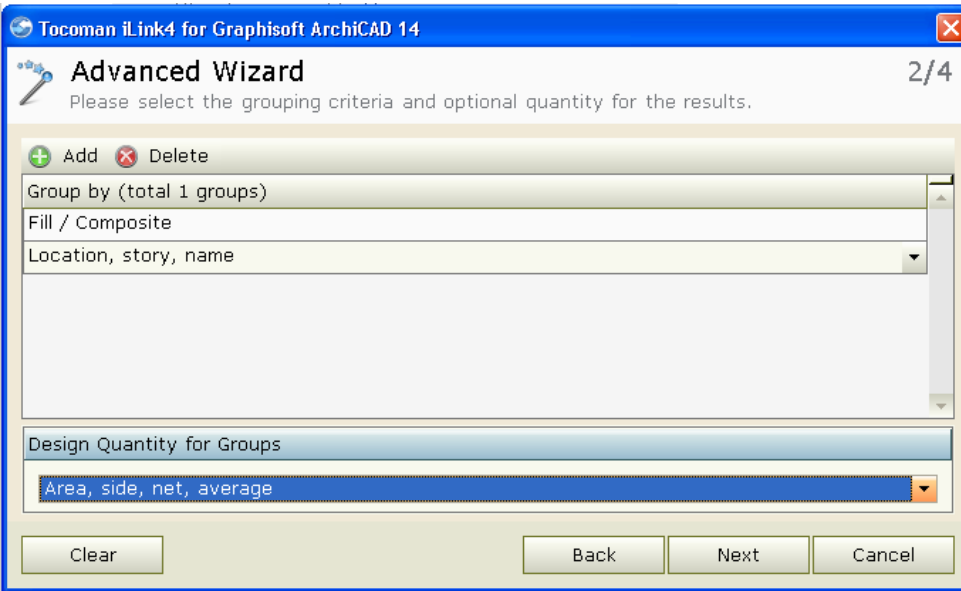 Tocoman iLink4 for Graphisoft ArchiCAD 14
Advanced Wizard 2/4
Please select the grouping criteria and optional quantity for the results.
Add Delete
Group by (total 1 groups)
Fill / Composite
Location, story, name
Design Quantity for Groups
Area, side, net, average
Clear Back Next Cancel